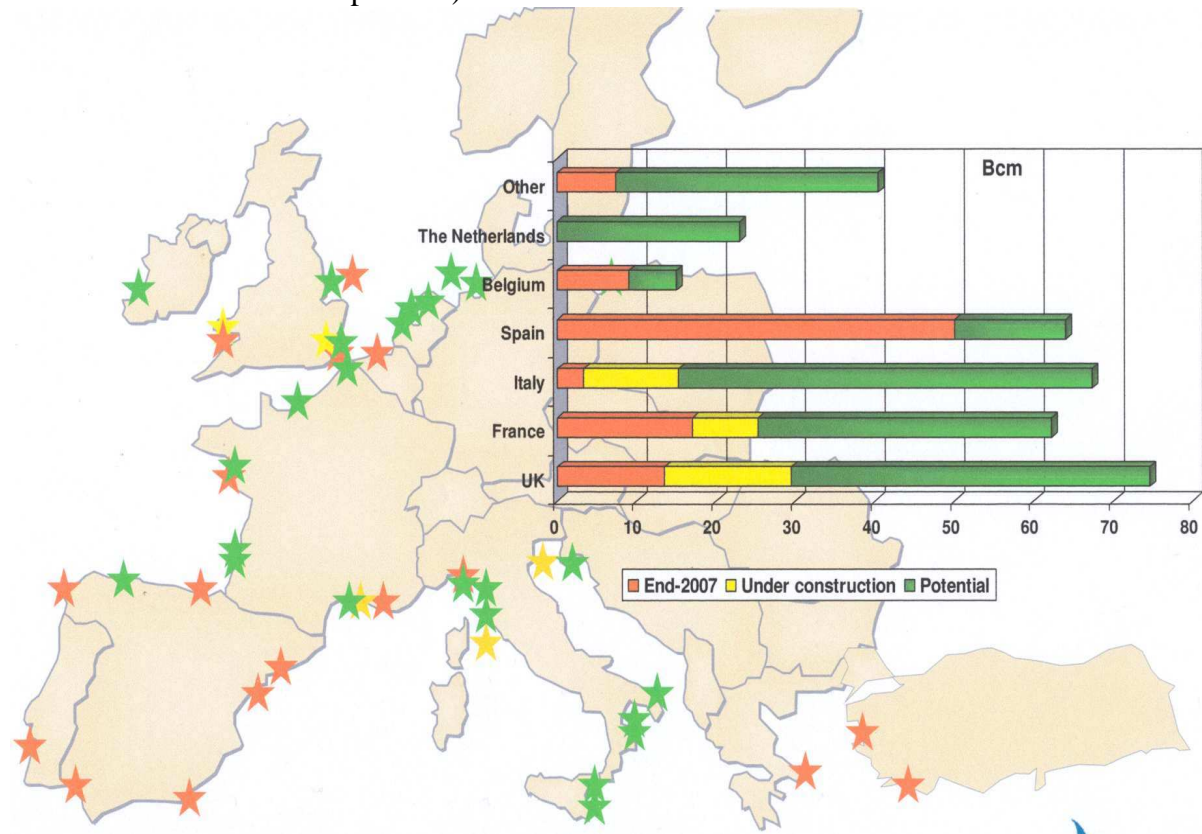 Bcm
Other
The Netherlands
Belgium
Spain
Italy
France
UK
0 10 20 30 40 50 60 70 80
End-2007 Under construction Potential